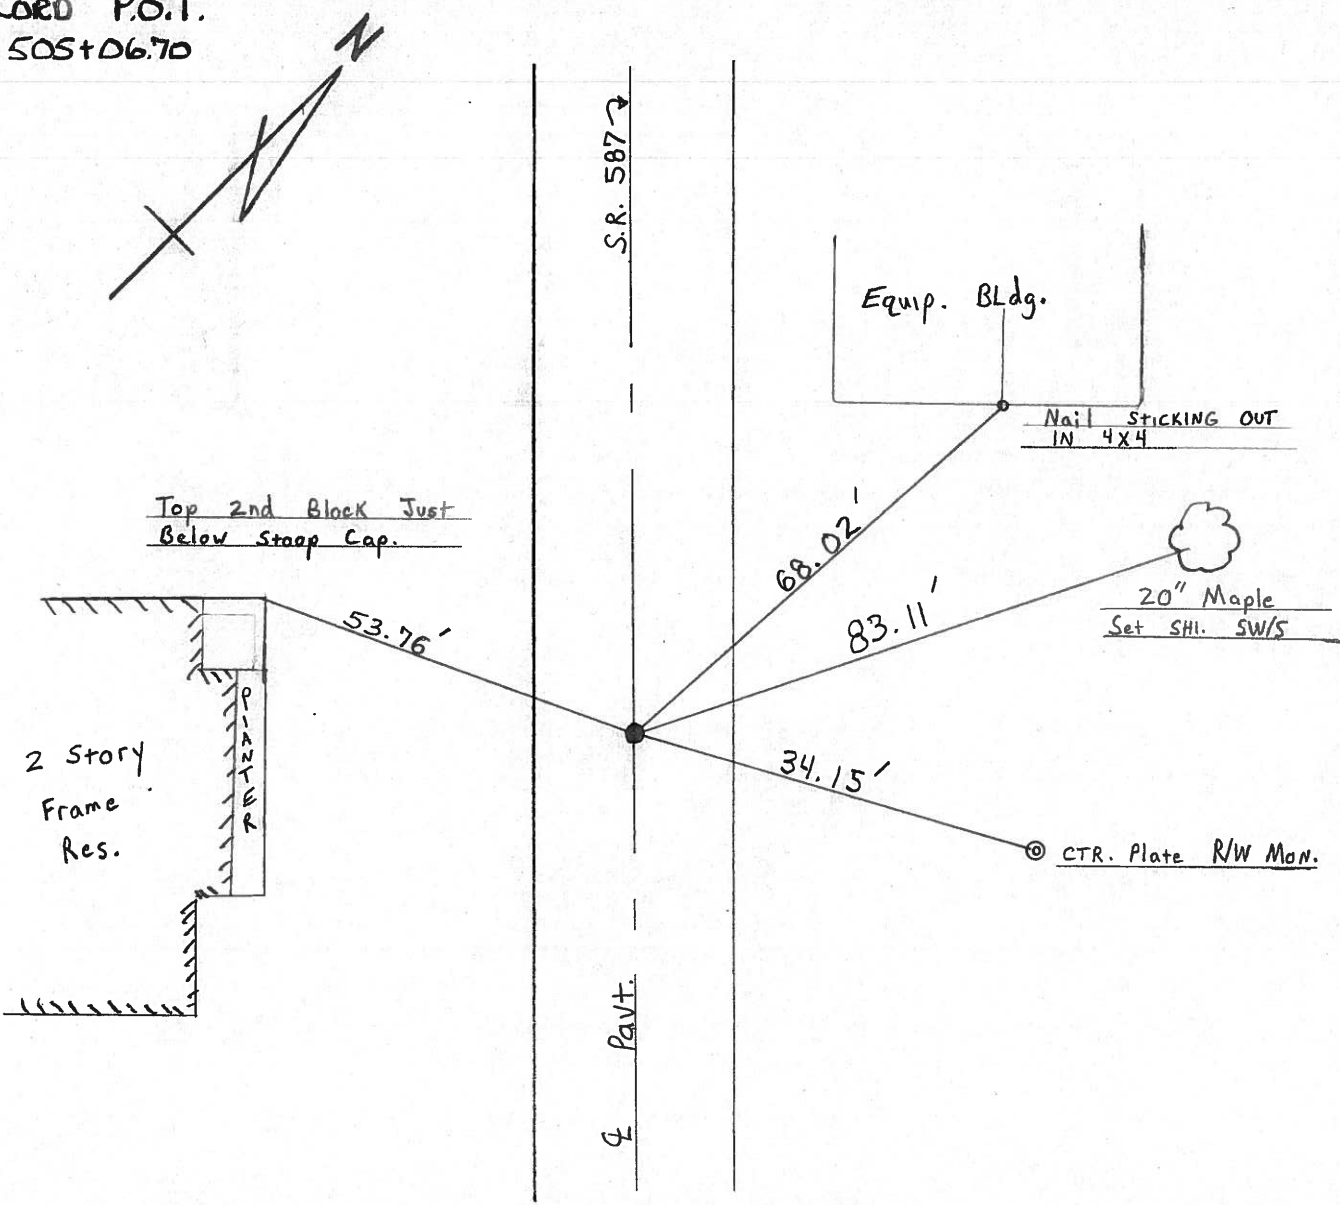 P.O.T.
505+06.70
N
S.R. 587
Equip. BLdg.
Nail STICKING OUT
IN 4X4
Top 2nd Block Just
Below Stoop Cap.
68.02'
83.11'
20" Maple
Set SHI. SW/S
53.76'
PLANTER
2 Story
Frame
Res.
34.15'
CTR. Plate R/W MON.
℄ Pavt.